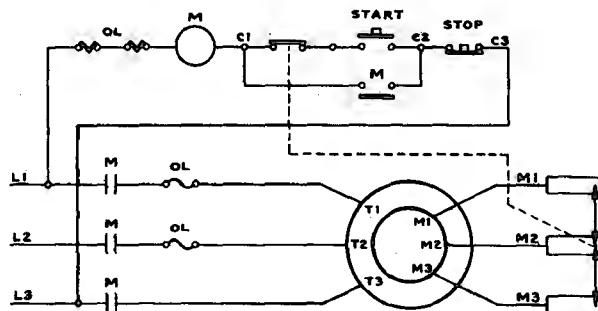 START
STOP
OL M C1 C2 C3
M
L1 M OL M1
T1
M1
L2 M OL T2 M2 M2
M3
T3
L3 M M3